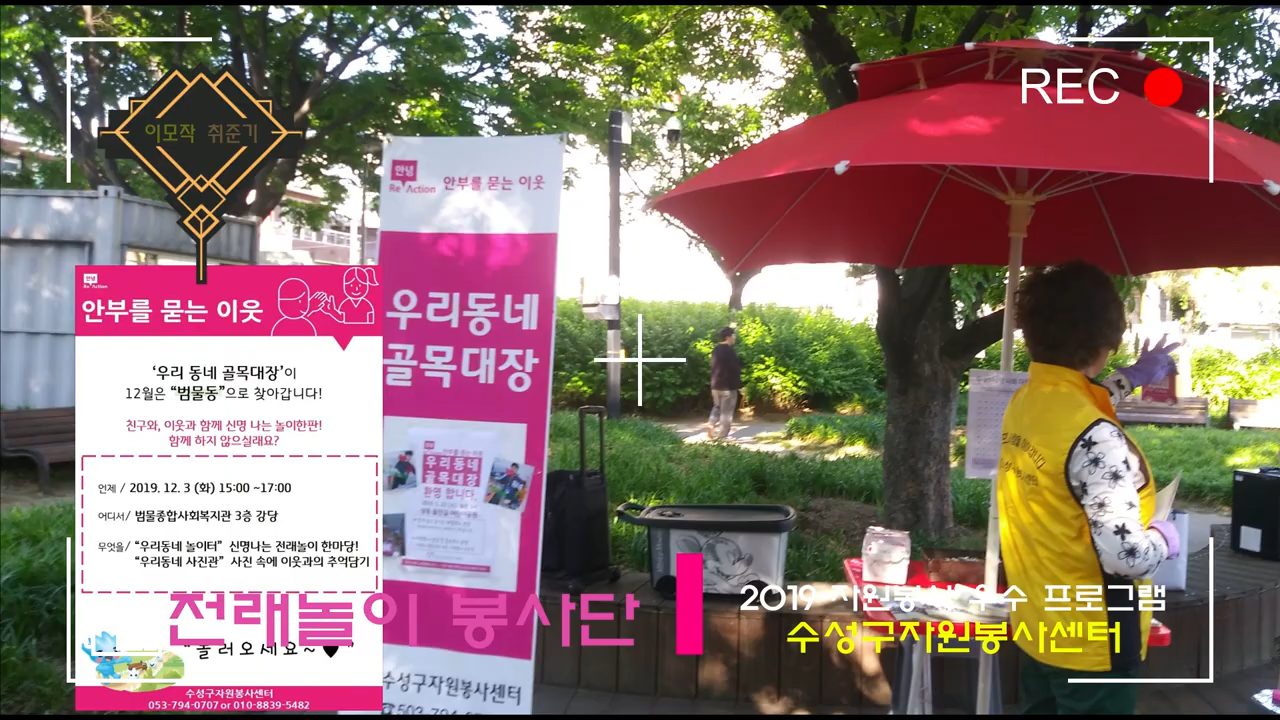 REC
이모작 취준기
안녕
Re Action
안부를 묻는 이웃
우리동네
골목대장
안녕
Re Action
안부를 묻는 이웃
'우리 동네 골목대장'이
12월은 “범물동”으로 찾아갑니다!
친구와, 이웃과 함께 신명 나는 놀이한판!
함께 하지 않으실래요?
언제 / 2019. 12. 3 (화) 15:00 ~17:00
어디서/ 범물종합사회복지관 3층 강당
무엇을/ “우리동네 놀이터” 신명나는 전래놀이 한마당!
“우리동네 사진관” 사진 속에 이웃과의 추억담기
우리동네
골목대장
환영 합니다.
전래놀이 봉사단
2019 자원봉사 우수 프로그램
수성구자원봉사센터
“놀러오세요~♥”
수성구자원봉사센터
053-794-0707 or 010-8839-5482
수성구자원봉사센터